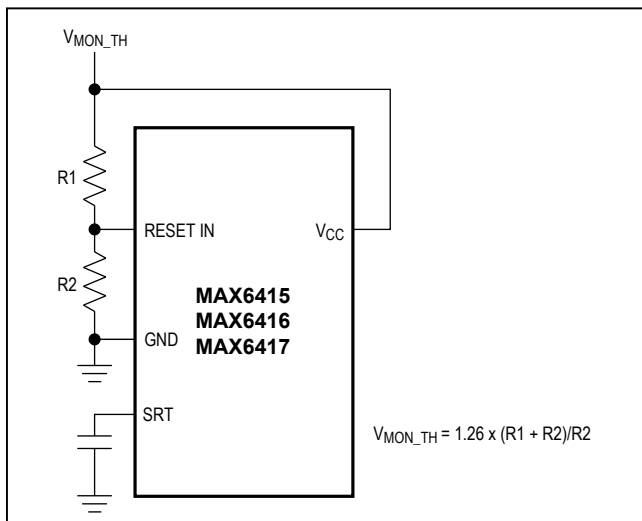 VMON_TH
R1
RESET IN
VCC
R2
MAX6415
MAX6416
MAX6417
GND
SRT
VMON_TH = 1.26 x (R1 + R2)/R2